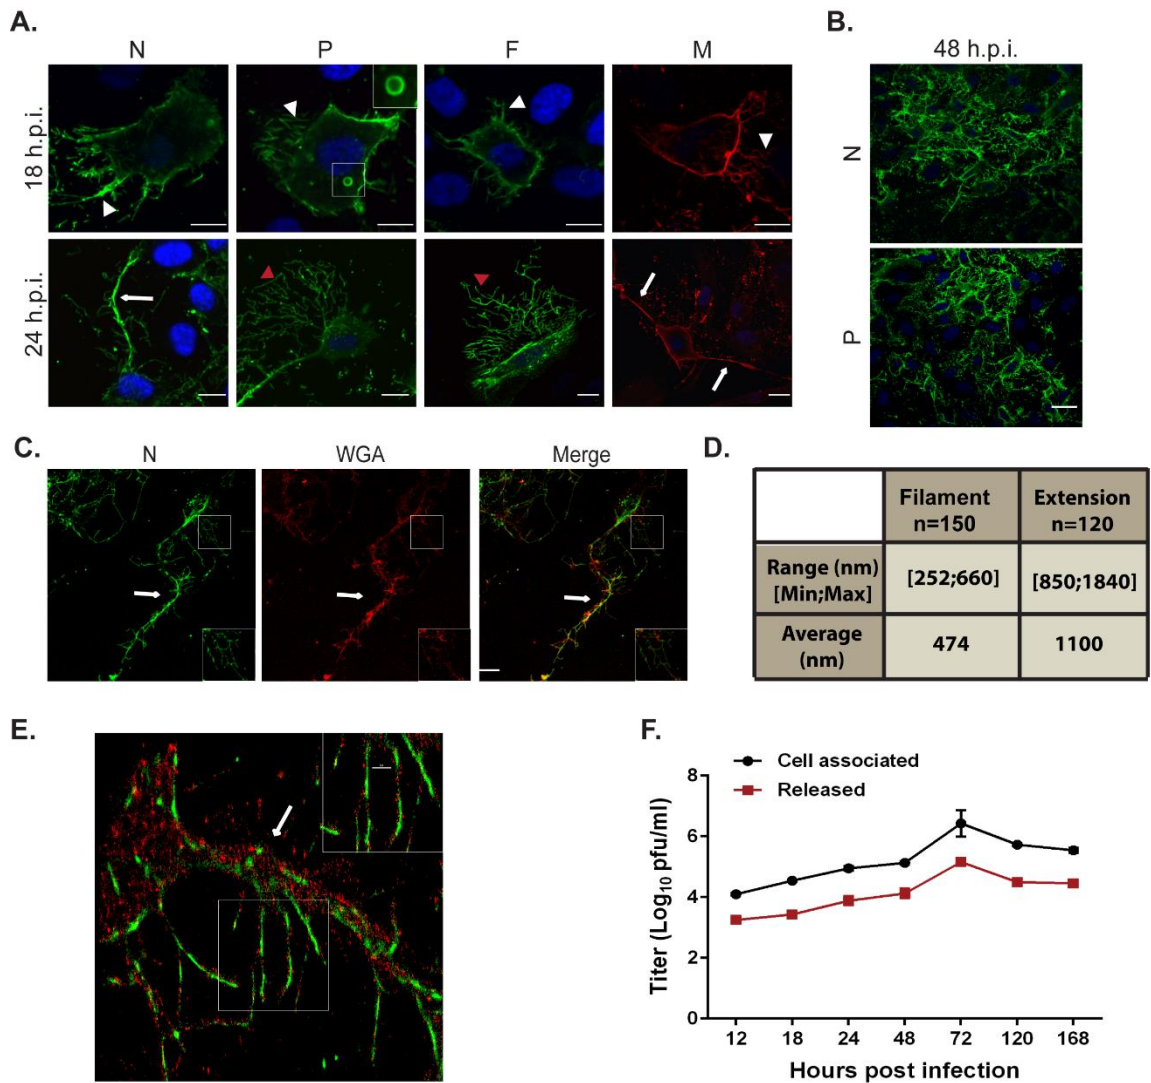 A.
N P F M
18 h.p.i.
24 h.p.i.
B.
48 h.p.i.
N
P
C.
N WGA Merge
D.
Filament Extension
n=150 n=120
Range (nm) [252;660] [850;1840]
[Min;Max]
Average 474 1100
(nm)
E.
F.
Cell associated
Released
Titer (Log10 pfu/ml)
8
6
4
2
0
12 18 24 48 72 120 168
Hours post infection